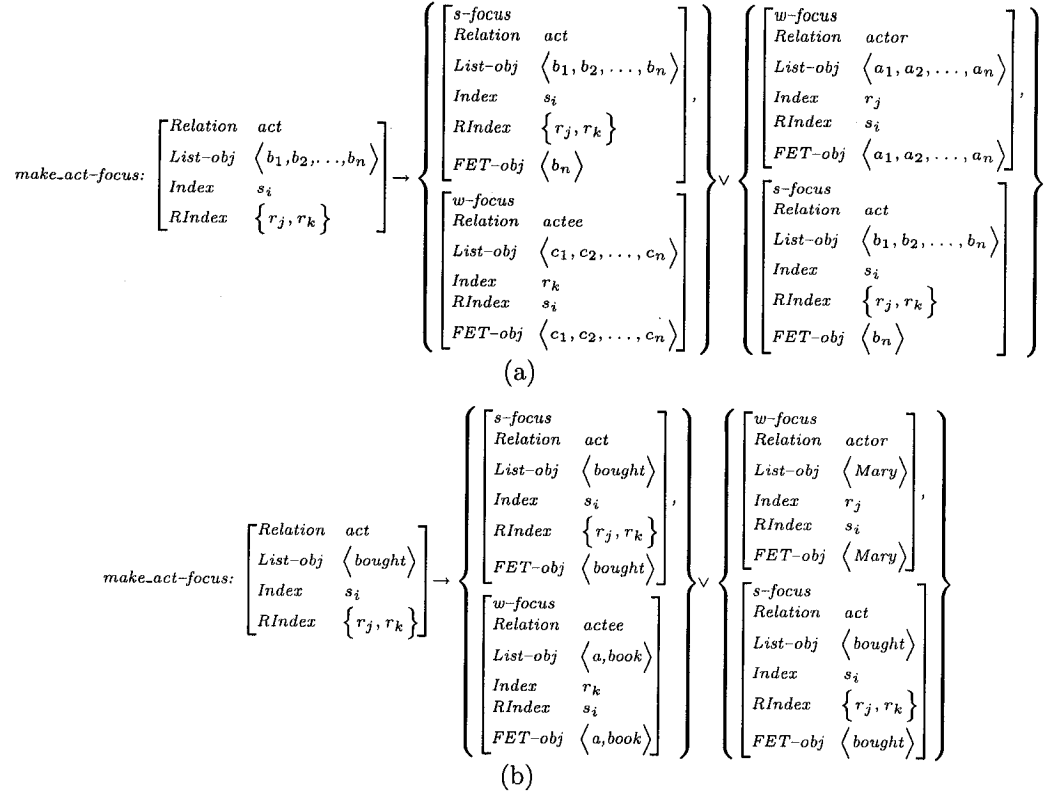 make_act-focus: [Relation act
List-obj ⟨b1,b2,...,bn⟩
Index si
RIndex {rj, rk}] →
{[s-focus
Relation act
List-obj ⟨b1, b2, ..., bn⟩
Index si
RIndex {rj, rk}
FET-obj ⟨bn⟩],
[w-focus
Relation actee
List-obj ⟨c1, c2, ..., cn⟩
Index rk
RIndex si
FET-obj ⟨c1, c2, ..., cn⟩]} ∨
{[w-focus
Relation actor
List-obj ⟨a1, a2, ..., an⟩
Index rj
RIndex si
FET-obj ⟨a1, a2, ..., an⟩],
[s-focus
Relation act
List-obj ⟨b1, b2, ..., bn⟩
Index si
RIndex {rj, rk}
FET-obj ⟨bn⟩]}
(a)
make_act-focus: [Relation act
List-obj ⟨bought⟩
Index si
RIndex {rj, rk}] →
{[s-focus
Relation act
List-obj ⟨bought⟩
Index si
RIndex {rj, rk}
FET-obj ⟨bought⟩],
[w-focus
Relation actee
List-obj ⟨a,book⟩
Index rk
RIndex si
FET-obj ⟨a,book⟩]} ∨
{[w-focus
Relation actor
List-obj ⟨Mary⟩
Index rj
RIndex si
FET-obj ⟨Mary⟩],
[s-focus
Relation act
List-obj ⟨bought⟩
Index si
RIndex {rj, rk}
FET-obj ⟨bought⟩]}
(b)